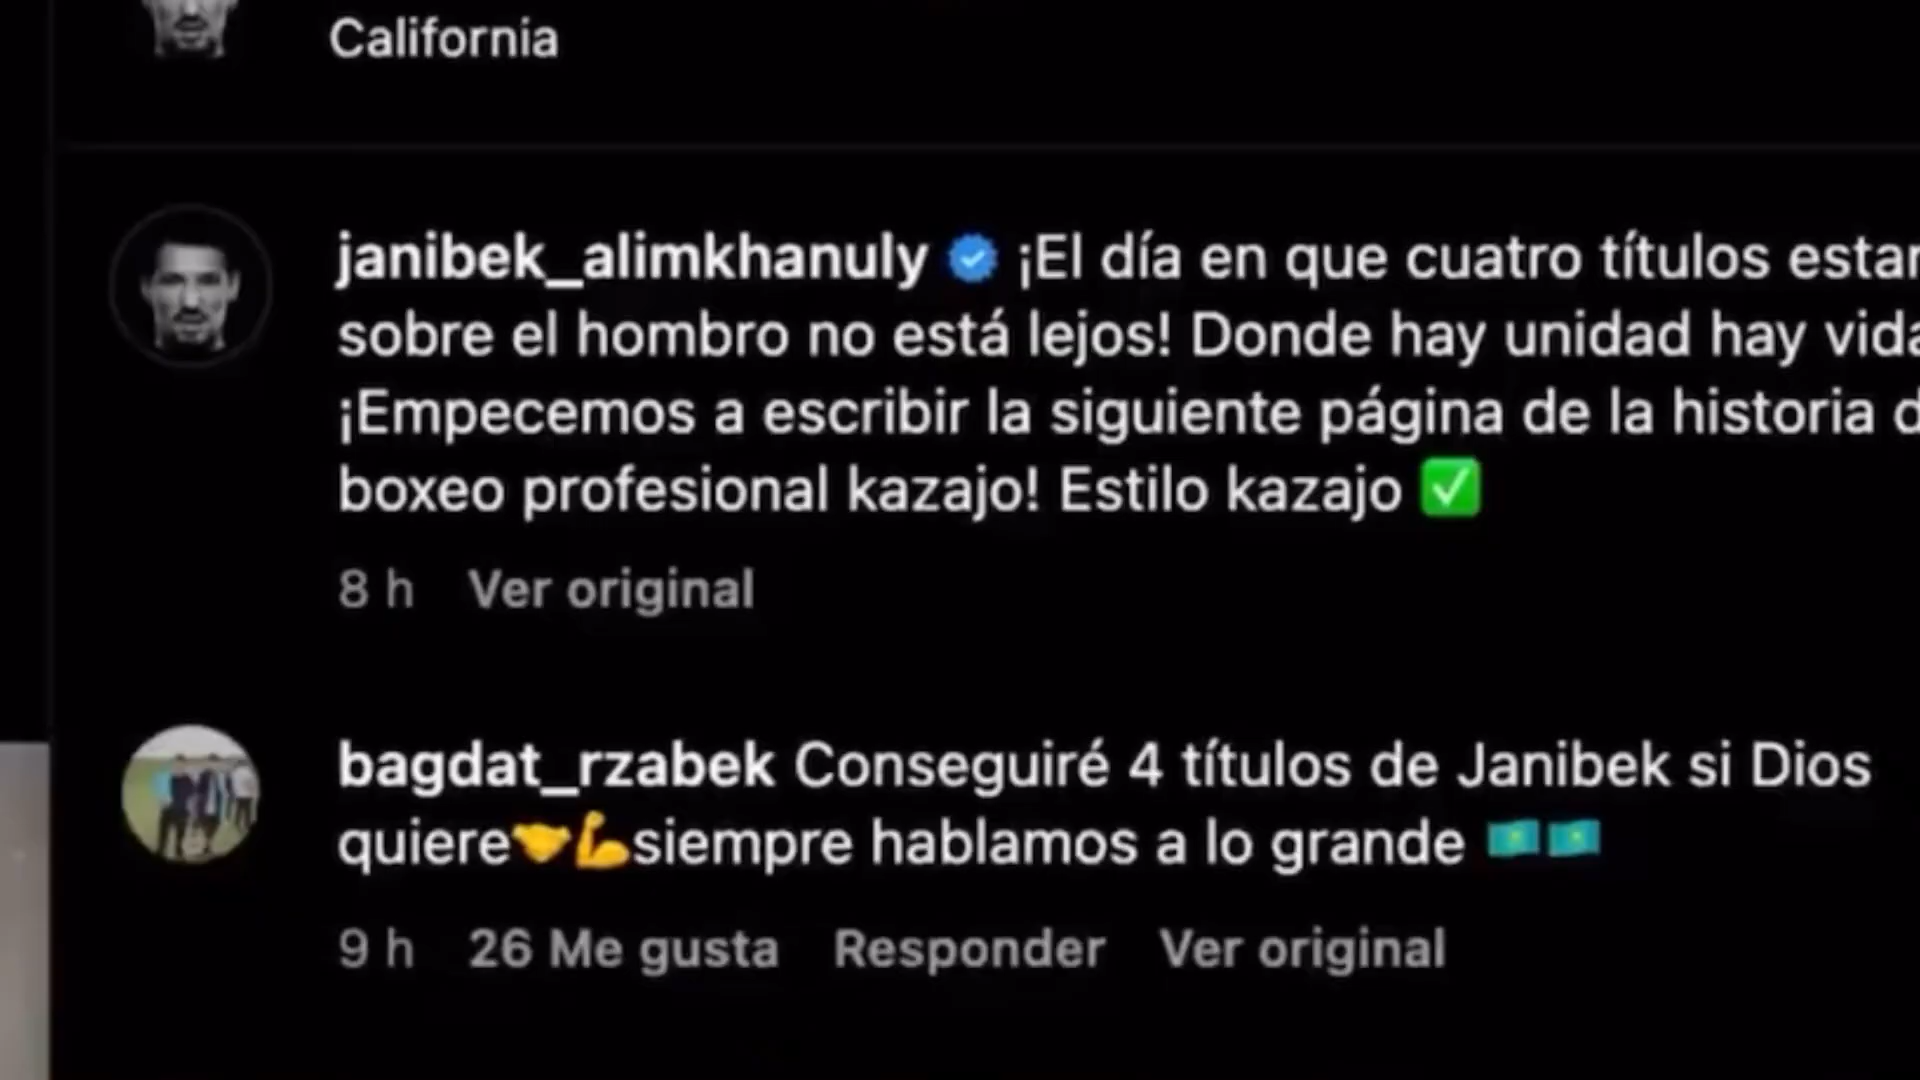 California
janibek_alimkhanuly ¡El día en que cuatro títulos
sobre el hombro no está lejos! Donde hay unidad hay
¡Empecemos a escribir la siguiente página de la historia
boxeo profesional kazajo! Estilo kazajo ✅
8 h Ver original
bagdat_rzabek Conseguiré 4 títulos de Janibek si Dios
quiere🤝💪siempre hablamos a lo grande 🇰🇿🇰🇿
9 h 26 Me gusta Responder Ver original